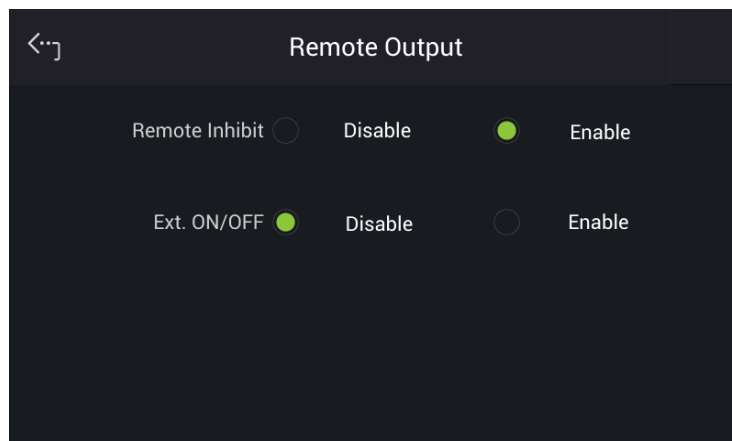 Remote Output
Remote Inhibit Disable Enable
Ext. ON/OFF Disable Enable